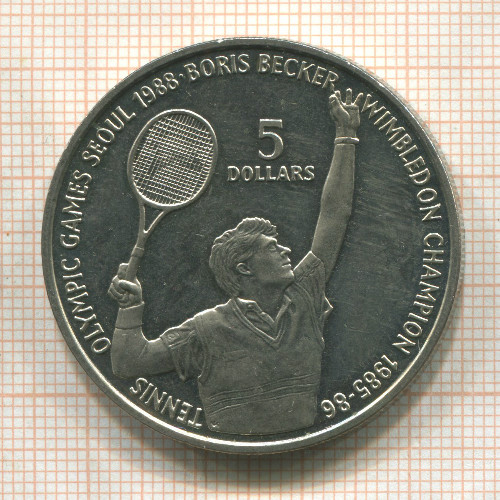 TENNIS OLYMPIC GAMES SEOUL 1988·BORIS BECKER WIMBLEDON CHAMPION 1985-86
5
DOLLARS